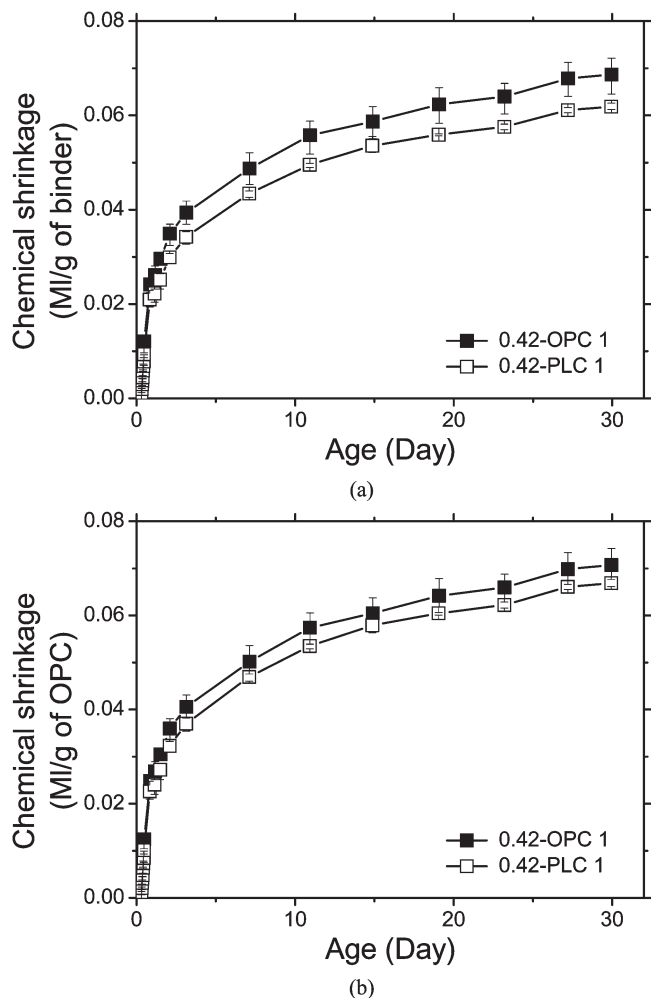 0.08
0.06
0.04
0.02
0.00
Chemical shrinkage
(Ml/g of binder)
0.42-OPC 1
0.42-PLC 1
0 10 20 30
Age (Day)
(a)
0.08
0.06
0.04
0.02
0.00
Chemical shrinkage
(Ml/g of OPC)
0.42-OPC 1
0.42-PLC 1
0 10 20 30
Age (Day)
(b)